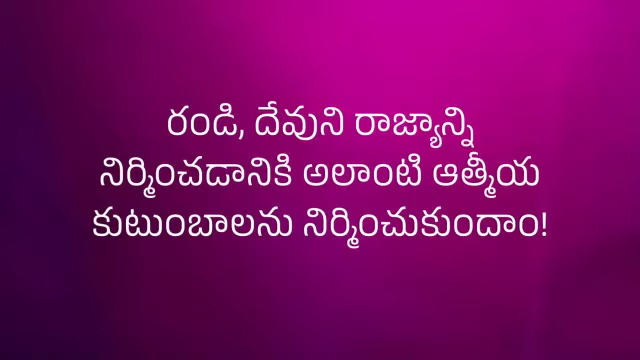 రండి, దేవుని రాజ్యాన్ని
నిర్మించడానికి అలాంటి ఆత్మీయ
కుటుంబాలను నిర్మించుకుందాం!